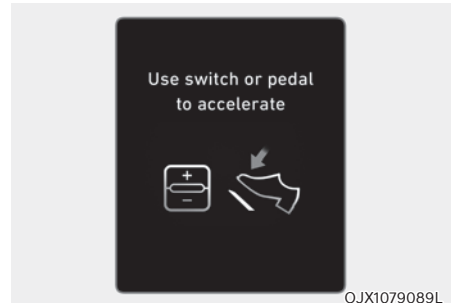 Use switch or pedal
to accelerate
+
−
OJX1079089L